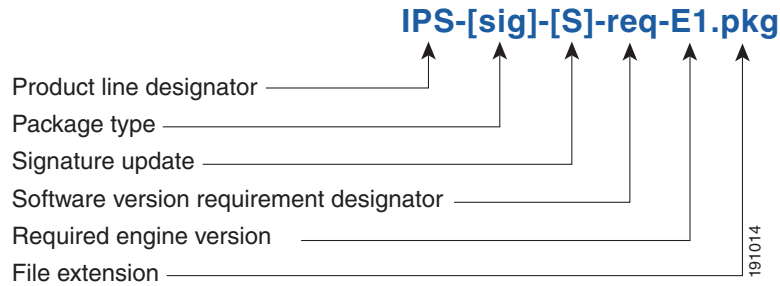 IPS-[sig]-[S]-req-E1.pkg
Product line designator
Package type
Signature update
Software version requirement designator
Required engine version
File extension
191014